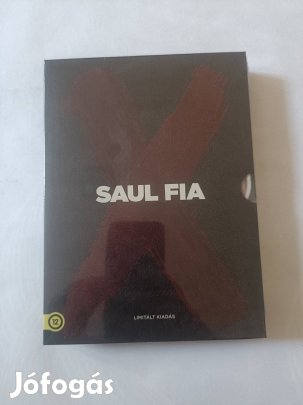 SAUL FIA
12
LIMITÁLT KIADÁS
Jófogás